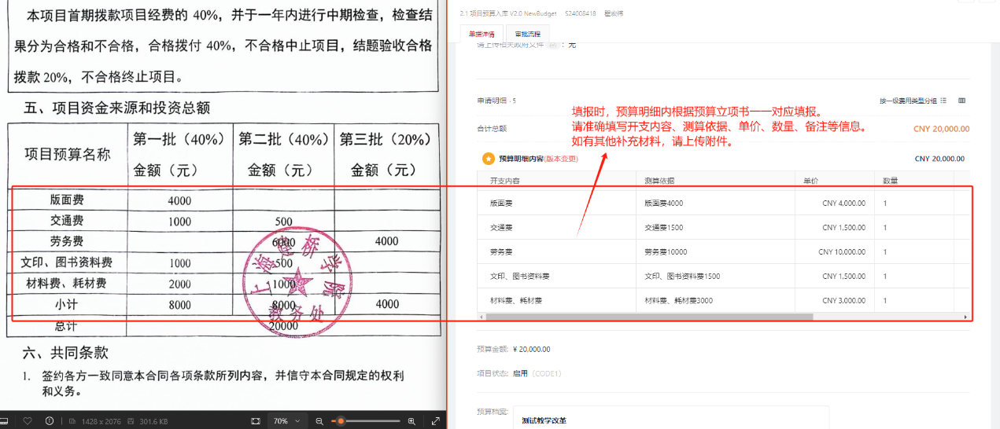 本项目首期拨款项目经费的 40%，并于一年内进行中期检查，检查结
果分为合格和不合格，合格拨付 40%，不合格中止项目，结题验收合格
拨款 20%，不合格终止项目。
五、项目资金来源和投资总额
项目预算名称 第一批（40%）金额（元） 第二批（40%）金额（元） 第三批（20%）金额（元）
版面费 4000
交通费 1000 500
劳务费 6000 4000
文印、图书资料费 1000 500
材料费、耗材费 2000 1000
小计 8000 8000 4000
总计 20000
上海建桥学院
教务处
六、共同条款
1. 签约各方一致同意本合同各项条款所列内容，并信守本合同规定的权利
和义务。
1428 x 2076 301.6 KB 70%
2.1 项目预算入库 V2.0 NewBudget S24008418
单据详情 审批流程
请上传相关政府文件 ：无
申请明细 · 5 按一级费用类型分组
填报时，预算明细内根据预算立项书一一对应填报。
请准确填写开支内容、测算依据、单价、数量、备注等信息。
如有其他补充材料，请上传附件。
合计总额 CNY 20,000.00
预算明细内容(版本变更) CNY 20,000.00
开支内容 测算依据 单价 数量
版面费 版面费4000 CNY 4,000.00 1
交通费 交通费1500 CNY 1,500.00 1
劳务费 劳务费10000 CNY 10,000.00 1
文印、图书资料费 文印、图书资料费1500 CNY 1,500.00 1
材料费、耗材费 材料费、耗材费3000 CNY 3,000.00 1
预算金额: ¥ 20,000.00
项目状态: 启用 （CODE1）
预算档案: 测试教学改革